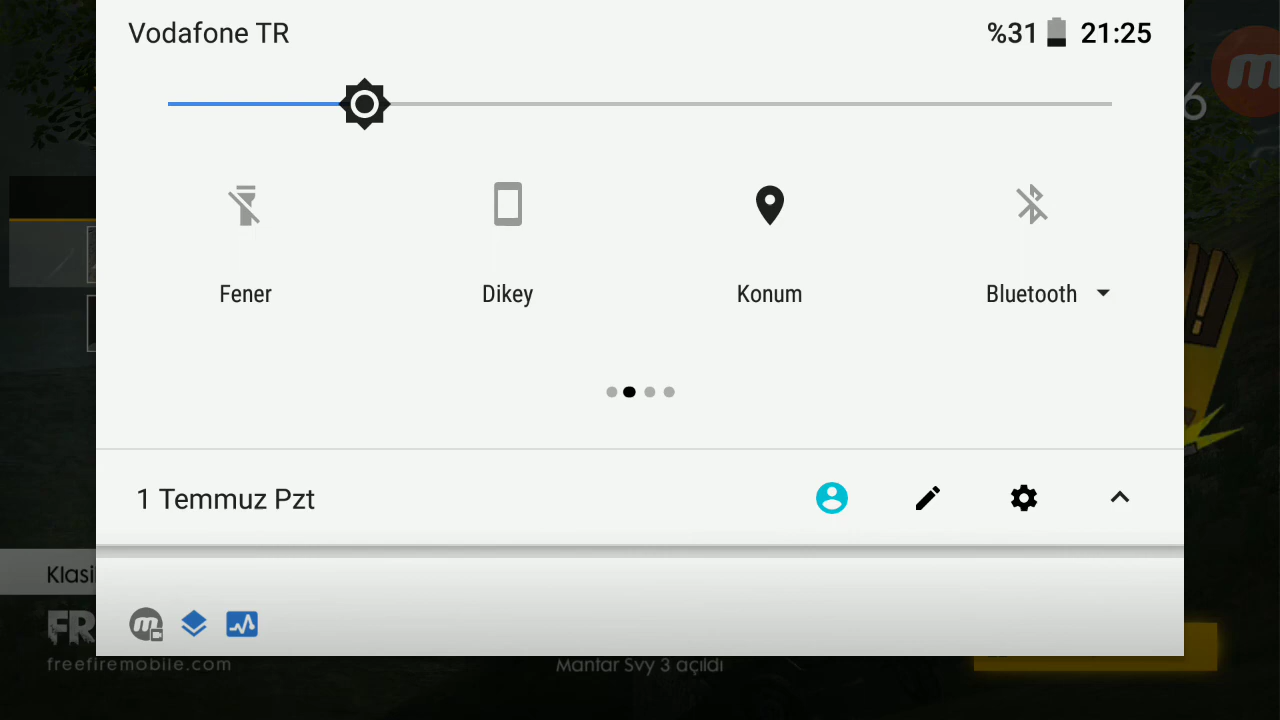 Vodafone TR
%31 21:25
6
Fener
Dikey
Konum
Bluetooth
1 Temmuz Pzt
Klasi
FR
freefiremobile.com
Mantar Svy 3 açıldı